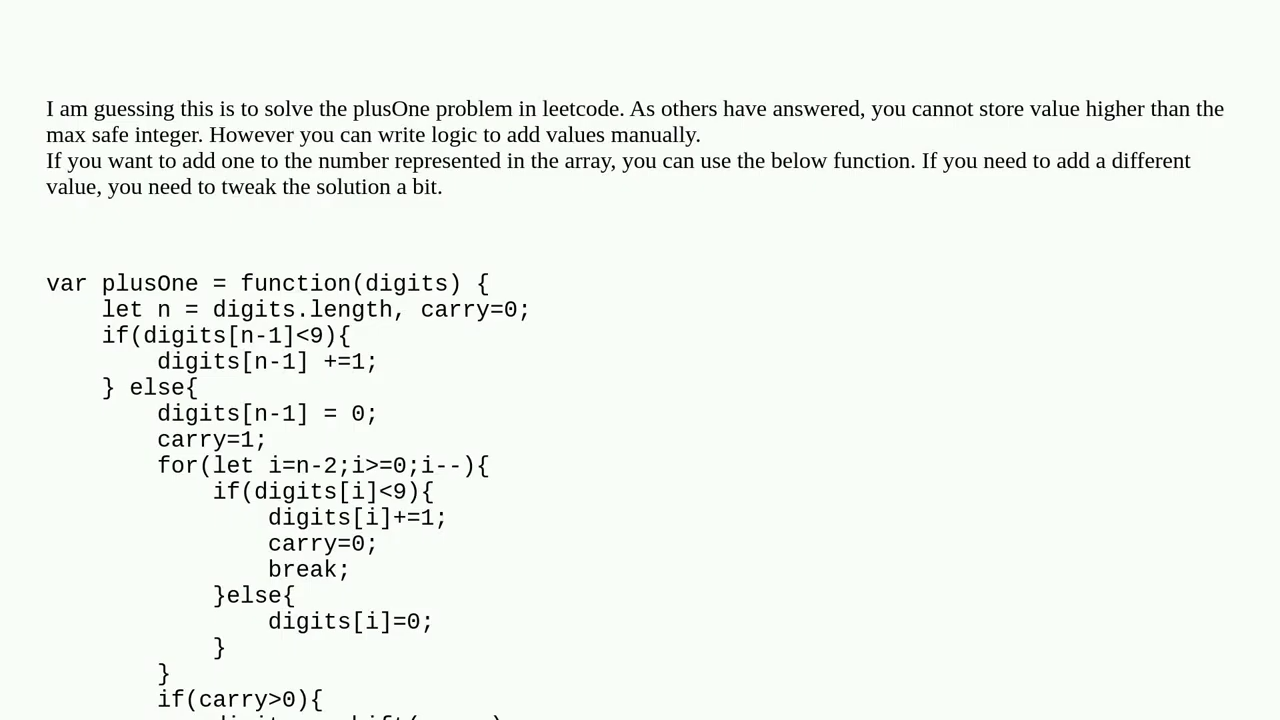 I am guessing this is to solve the plusOne problem in leetcode. As others have answered, you cannot store value higher than the
max safe integer. However you can write logic to add values manually.
If you want to add one to the number represented in the array, you can use the below function. If you need to add a different
value, you need to tweak the solution a bit.
var plusOne = function(digits) {
    let n = digits.length, carry=0;
    if(digits[n-1]<9){
        digits[n-1] +=1;
    } else{
        digits[n-1] = 0;
        carry=1;
        for(let i=n-2;i>=0;i--){
            if(digits[i]<9){
                digits[i]+=1;
                carry=0;
                break;
            }else{
                digits[i]=0;
            }
        }
        if(carry>0){